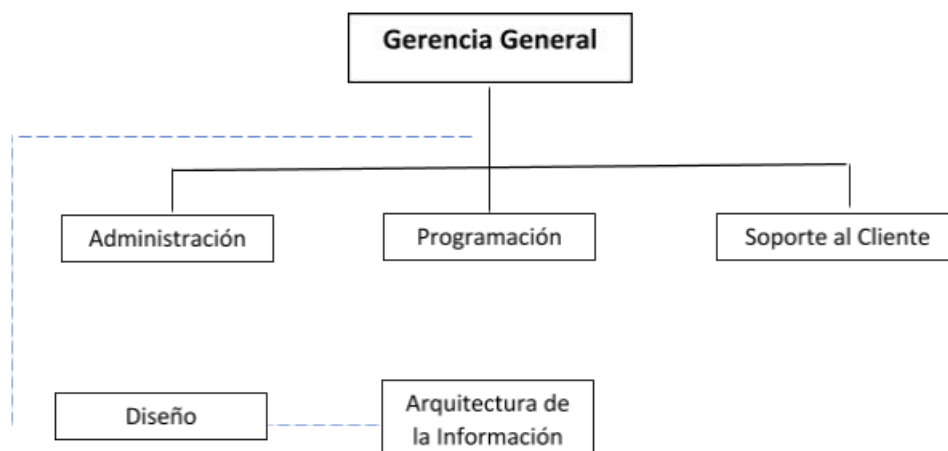 Gerencia General
Administración
Programación
Soporte al Cliente
Diseño
Arquitectura de
la Información